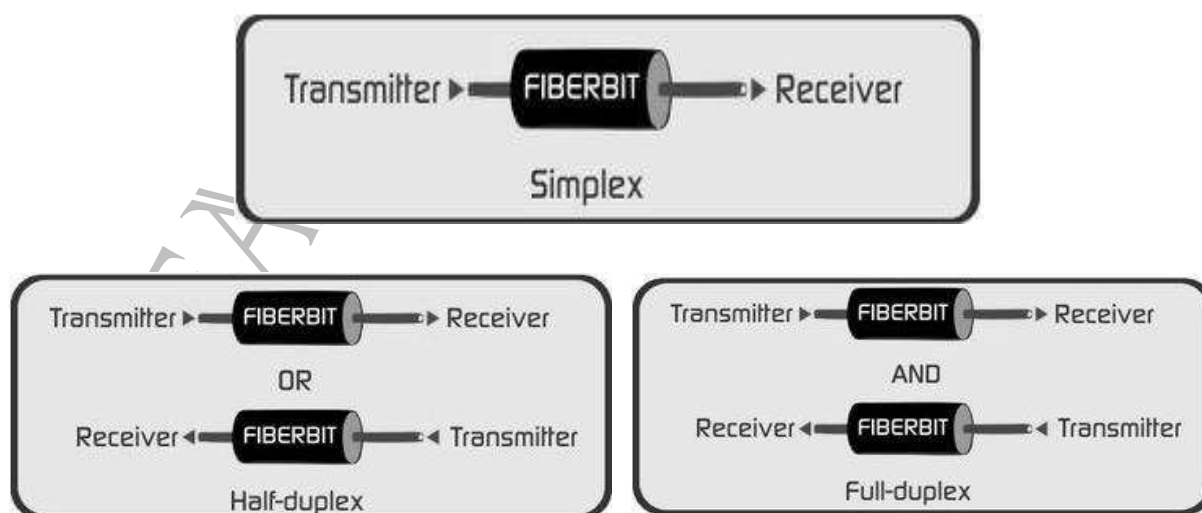 Transmitter FIBERBIT Receiver
Simplex
Transmitter FIBERBIT Receiver
OR
Receiver FIBERBIT Transmitter
Half-duplex
Transmitter FIBERBIT Receiver
AND
Receiver FIBERBIT Transmitter
Full-duplex